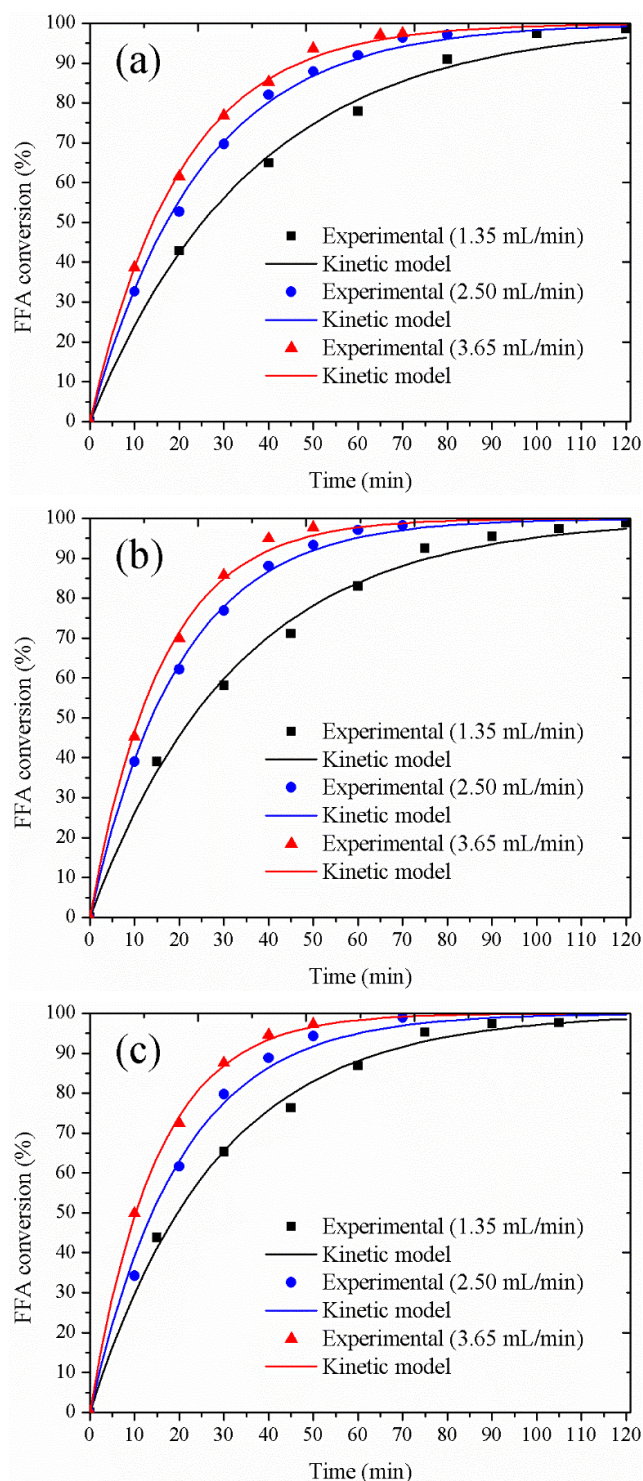 (a)
FFA conversion (%)
100
90
80
70
60
50
40
30
20
10
0
Experimental (1.35 mL/min)
Kinetic model
Experimental (2.50 mL/min)
Kinetic model
Experimental (3.65 mL/min)
Kinetic model
0 10 20 30 40 50 60 70 80 90 100 110 120
Time (min)
(b)
FFA conversion (%)
100
90
80
70
60
50
40
30
20
10
0
Experimental (1.35 mL/min)
Kinetic model
Experimental (2.50 mL/min)
Kinetic model
Experimental (3.65 mL/min)
Kinetic model
0 10 20 30 40 50 60 70 80 90 100 110 120
Time (min)
(c)
FFA conversion (%)
100
90
80
70
60
50
40
30
20
10
0
Experimental (1.35 mL/min)
Kinetic model
Experimental (2.50 mL/min)
Kinetic model
Experimental (3.65 mL/min)
Kinetic model
0 10 20 30 40 50 60 70 80 90 100 110 120
Time (min)